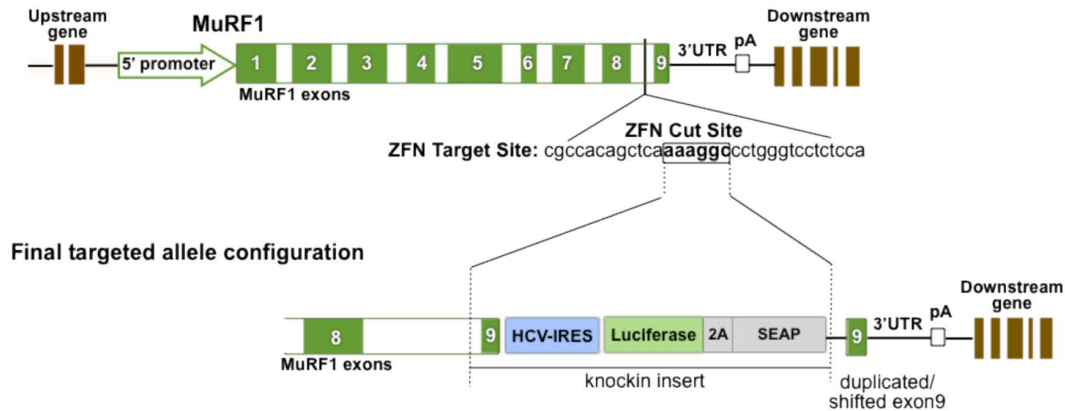 Upstream gene
MuRF1
Downstream gene
5' promoter
1 2 3 4 5 6 7 8 9
3'UTR
pA
MuRF1 exons
ZFN Cut Site
ZFN Target Site: cgccacagctcaaaaggccctgggtcctctcca
Final targeted allele configuration
Downstream gene
8
9
HCV-IRES
Luciferase
2A
SEAP
9
3'UTR
pA
MuRF1 exons
knockin insert
duplicated/
shifted exon9